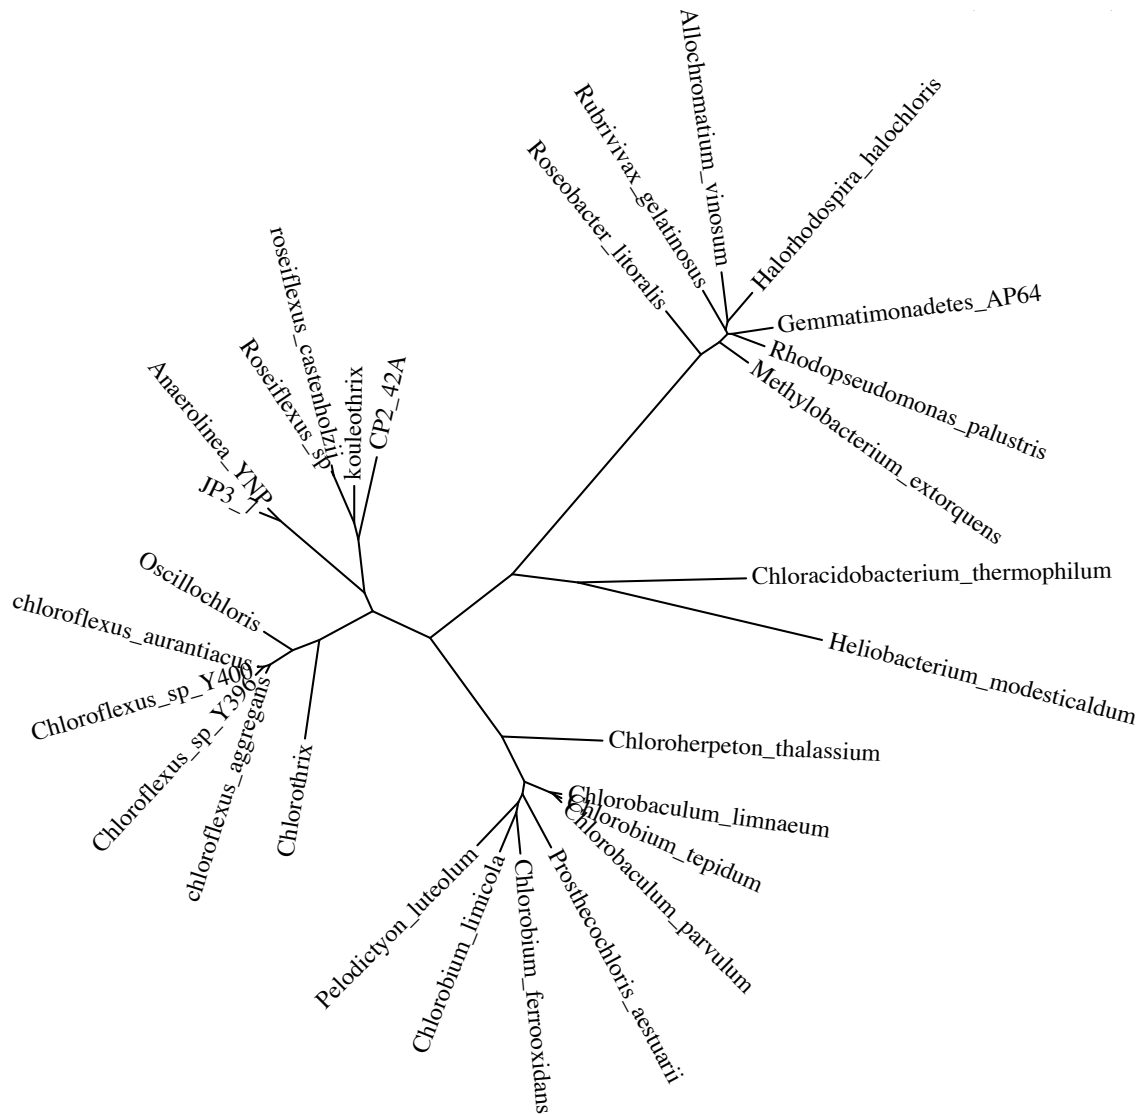 Allochromatium_vinosum
Rubrivivax_gelatinosus
Roseobacter_litoralis
Halorhodospira_halochloris
Gemmatimonadetes_AP64
Rhodopseudomonas_palustris
Methylobacterium_extorquens
roseiflexus_castenholzii
Roseiflexus_sp
kouleothrix
CP2_42A
Anaerolinea_YNP
JP3_7
Oscillochloris
chloroflexus_aurantiacus
Chloroflexus_sp_Y400
Chloroflexus_sp_Y396
chloroflexus_aggregans
Chlorothrix
Chloracidobacterium_thermophilum
Heliobacterium_modesticaldum
Chloroherpeton_thalassium
Chlorobaculum_limnaeum
Chlorobium_tepidum
Chlorobaculum_parvulum
Prosthecochloris_aestuarii
Chlorobium_ferrooxidans
Chlorobium_limicola
Pelodictyon_luteolum